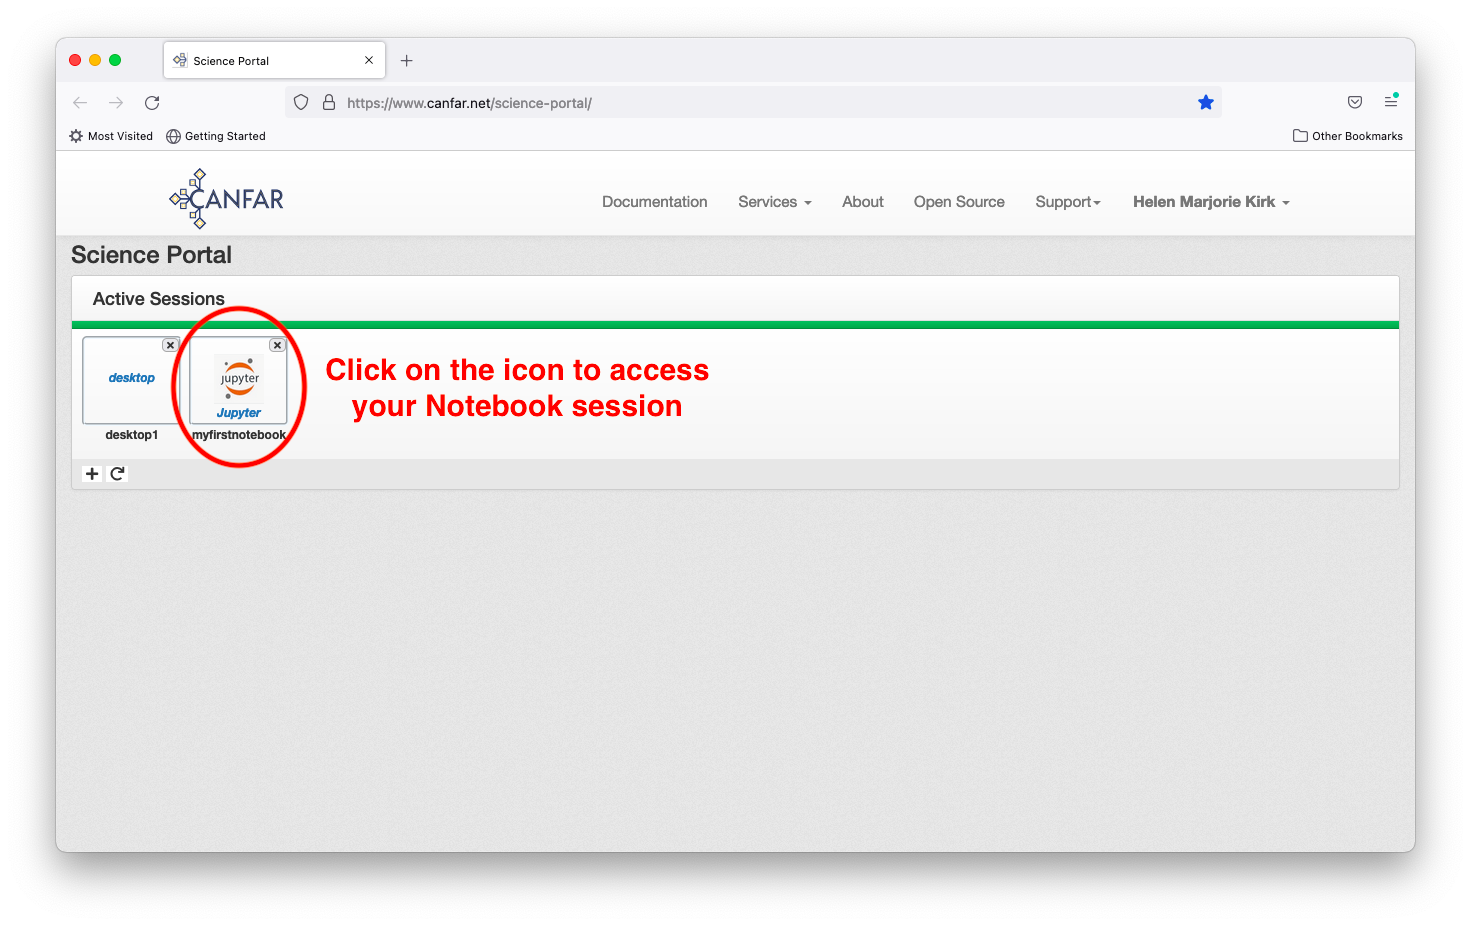 Science Portal
https://www.canfar.net/science-portal/
Most Visited Getting Started Other Bookmarks
CANFAR Documentation Services About Open Source Support Helen Marjorie Kirk
Science Portal
Active Sessions
desktop
desktop1
jupyter
Jupyter
myfirstnotebook
Click on the icon to access
your Notebook session